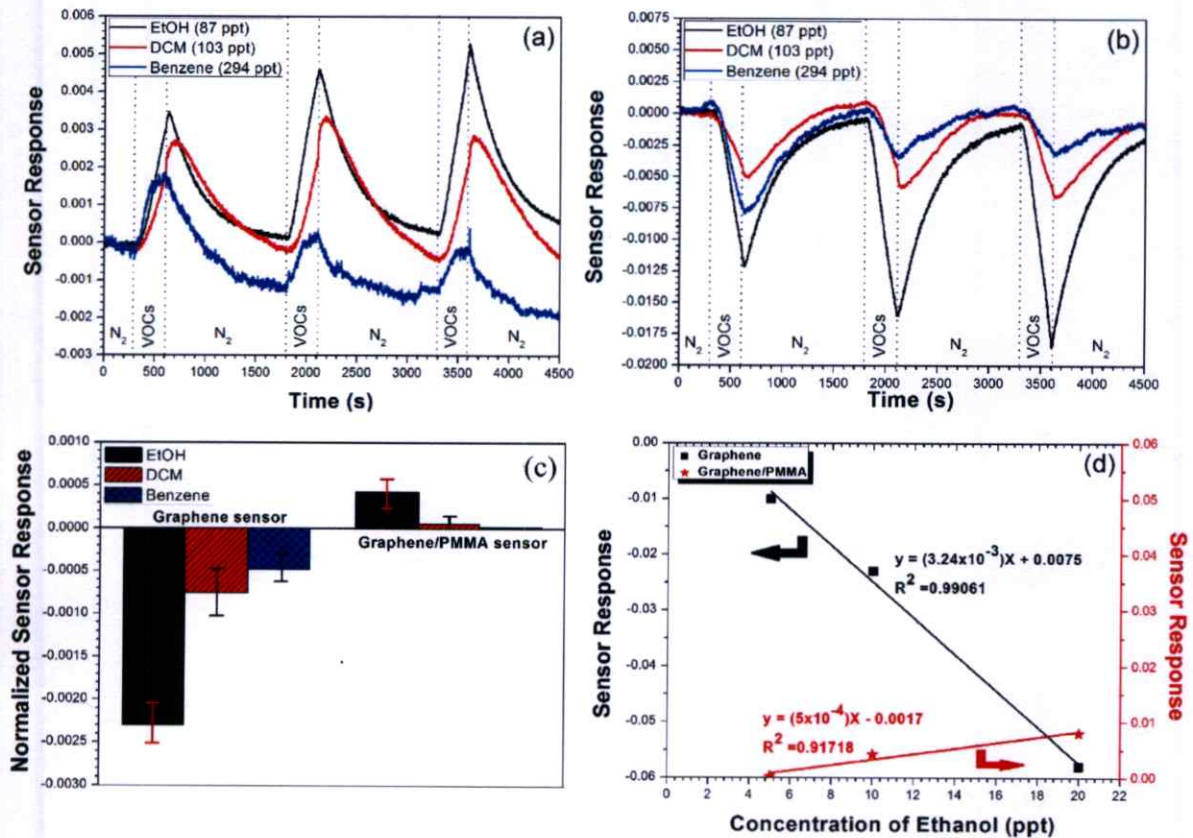 (a)
EtOH (87 ppt)
DCM (103 ppt)
Benzene (294 ppt)
Sensor Response
0.006
0.005
0.004
0.003
0.002
0.001
0.000
-0.001
-0.002
-0.003
N2
VOCs
N2
VOCs
N2
VOCs
N2
0 500 1000 1500 2000 2500 3000 3500 4000 4500
Time (s)
(b)
EtOH (87 ppt)
DCM (103 ppt)
Benzene (294 ppt)
Sensor Response
0.0075
0.0050
0.0025
0.0000
-0.0025
-0.0050
-0.0075
-0.0100
-0.0125
-0.0150
-0.0175
-0.0200
N2
VOCs
N2
VOCs
N2
VOCs
N2
0 500 1000 1500 2000 2500 3000 3500 4000 4500
Time (s)
(c)
EtOH
DCM
Benzene
Graphene sensor
Graphene/PMMA sensor
Normalized Sensor Response
0.0010
0.0005
0.0000
-0.0005
-0.0010
-0.0015
-0.0020
-0.0025
-0.0030
(d)
Graphene
Graphene/PMMA
Sensor Response
0.00
-0.01
-0.02
-0.03
-0.04
-0.05
-0.06
y = (3.24x10-3)X + 0.0075
R2 =0.99061
y = (5x10-4)X - 0.0017
R2 =0.91718
0.06
0.05
0.04
0.03
0.02
0.01
0.00
Sensor Response
0 2 4 6 8 10 12 14 16 18 20 22
Concentration of Ethanol (ppt)